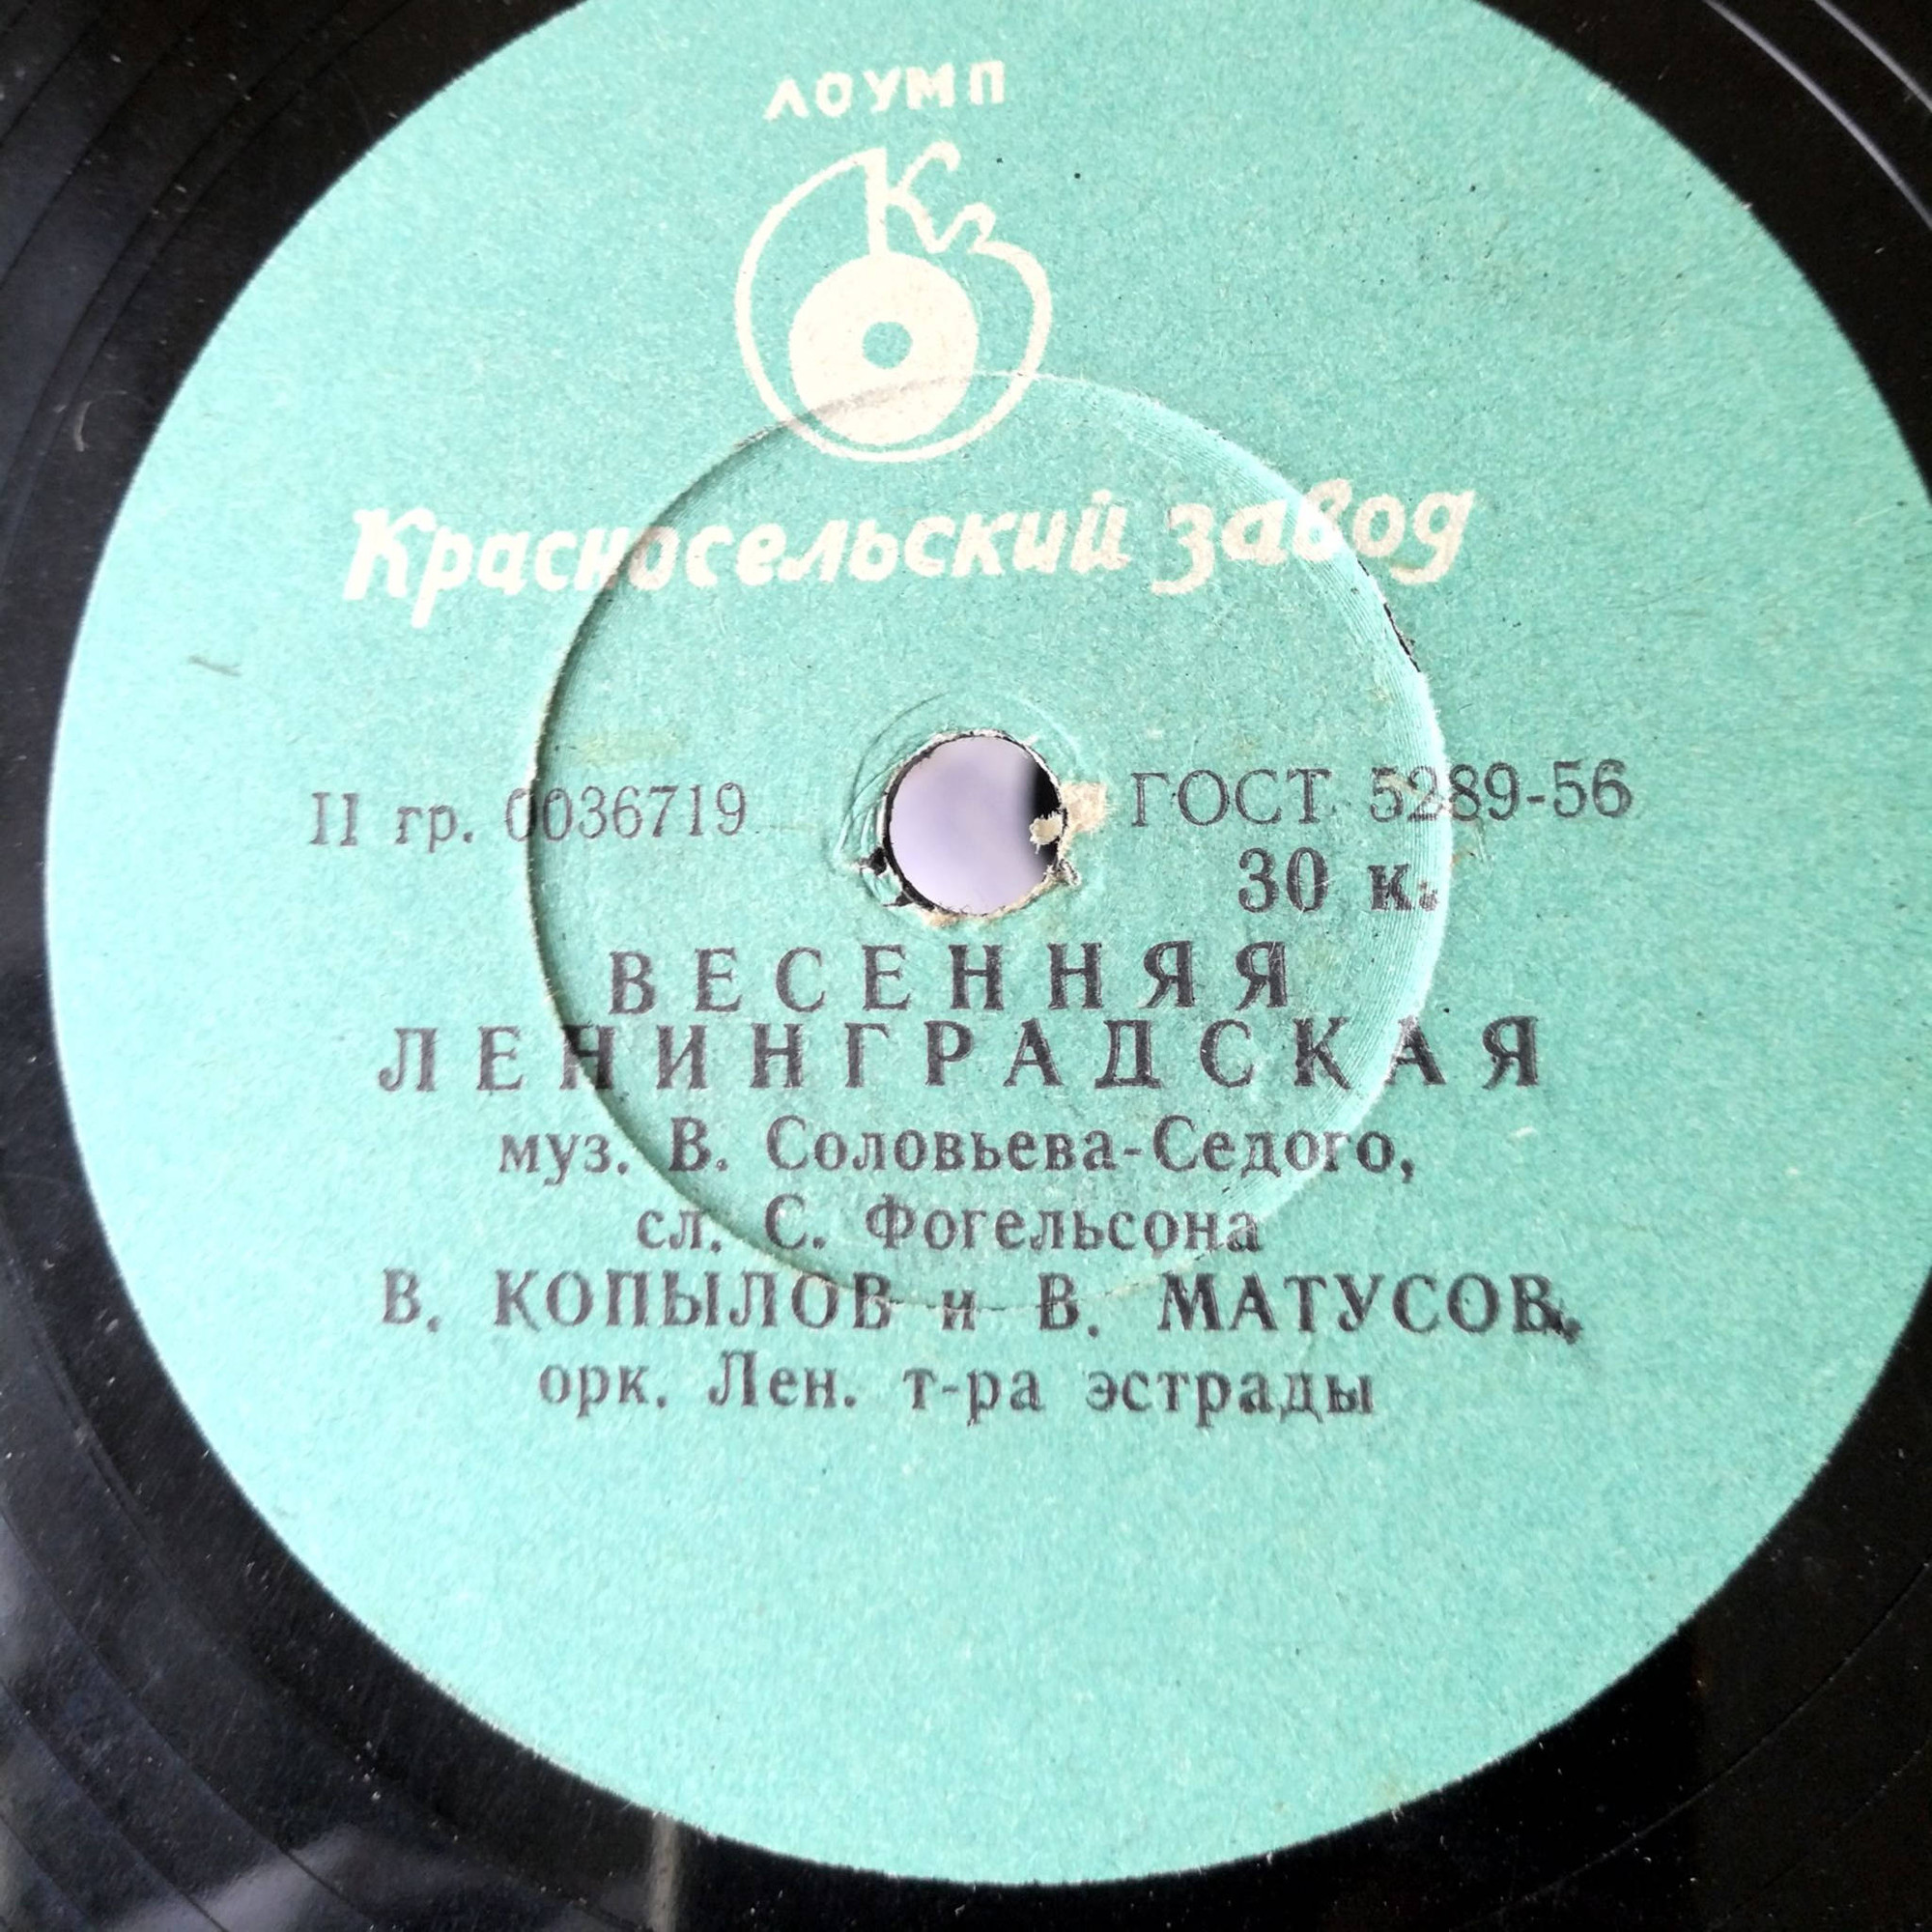 ЛОУМП
Кз
Красносельский завод
II гр. 0036719
ГОСТ 5289-56
30 к.
ВЕСЕННЯЯ
ЛЕНИНГРАДСКАЯ
муз. В. Соловьева-Седого,
сл. С. Фогельсона
В. КОПЫЛОВ и В. МАТУСОВ,
орк. Лен. т-ра эстрады